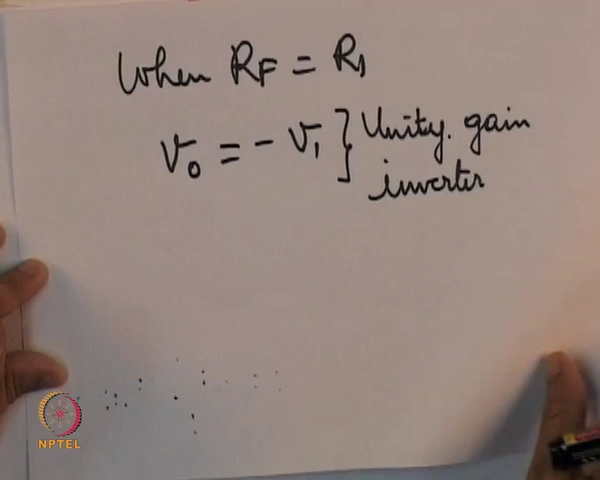 When RF = R1
V0 = - V1 } Unity. gain
inverter
NPTEL